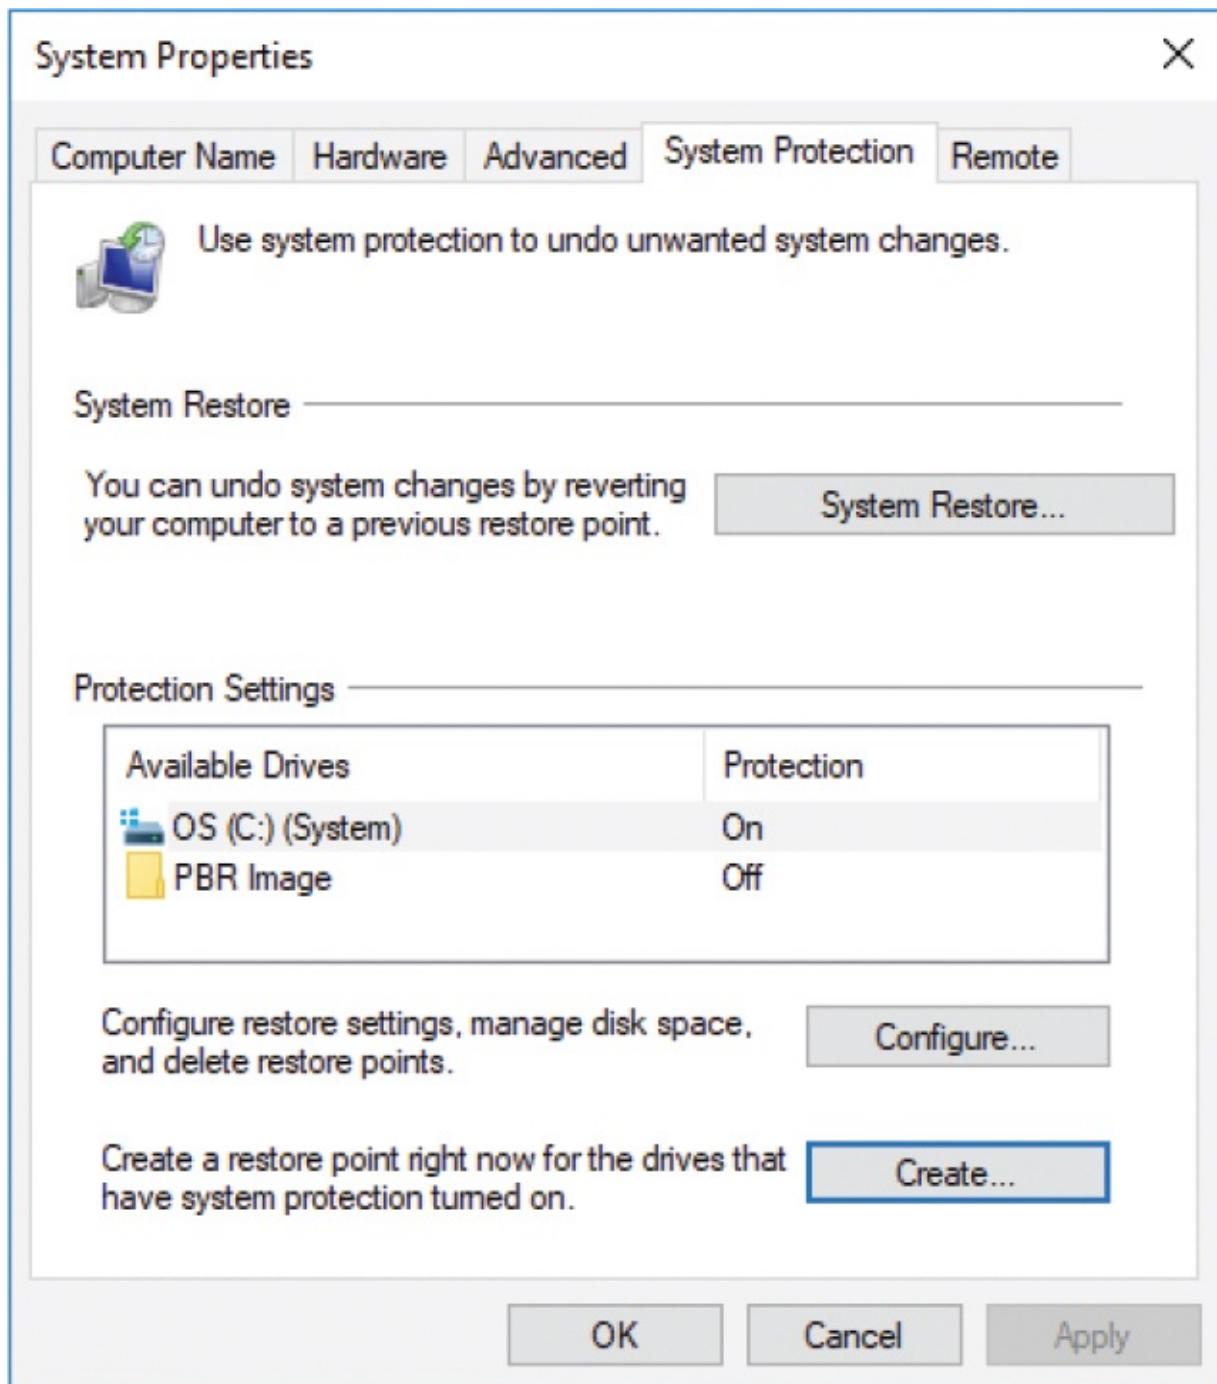 System Properties
Computer Name
Hardware
Advanced
System Protection
Remote
Use system protection to undo unwanted system changes.
System Restore
You can undo system changes by reverting
your computer to a previous restore point.
System Restore...
Protection Settings
Available Drives
Protection
OS (C:) (System)
On
PBR Image
Off
Configure restore settings, manage disk space,
and delete restore points.
Configure...
Create a restore point right now for the drives that
have system protection turned on.
Create...
OK
Cancel
Apply